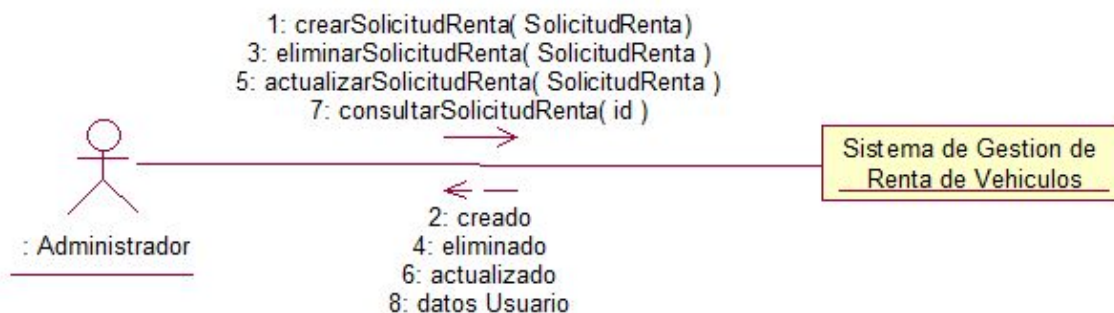 1: crearSolicitudRenta( SolicitudRenta)
3: eliminarSolicitudRenta( SolicitudRenta )
5: actualizarSolicitudRenta( SolicitudRenta )
7: consultarSolicitudRenta( id )
Sistema de Gestion de
Renta de Vehiculos
: Administrador
2: creado
4: eliminado
6: actualizado
8: datos Usuario